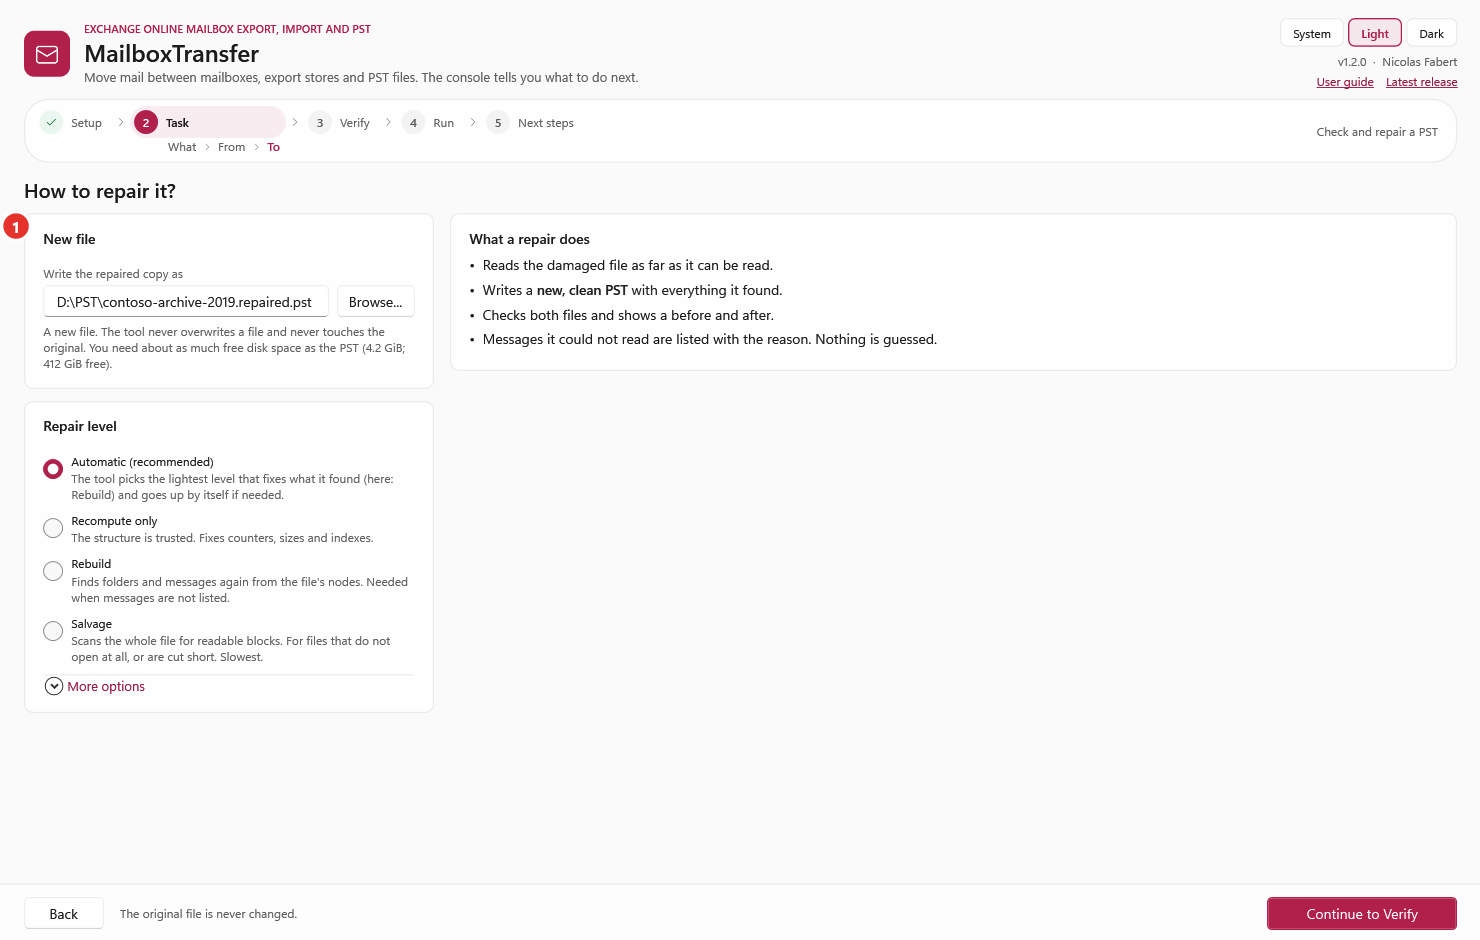 EXCHANGE ONLINE MAILBOX EXPORT, IMPORT AND PST
MailboxTransfer
Move mail between mailboxes, export stores and PST files. The console tells you what to do next.
System
Light
Dark
v1.2.0 · Nicolas Fabert
User guide
Latest release
Setup
2
Task
3
Verify
4
Run
5
Next steps
What
From
To
Check and repair a PST
How to repair it?
1
New file
Write the repaired copy as
D:\PST\contoso-archive-2019.repaired.pst
Browse...
A new file. The tool never overwrites a file and never touches the
original. You need about as much free disk space as the PST (4.2 GiB;
412 GiB free).
What a repair does
• Reads the damaged file as far as it can be read.
• Writes a new, clean PST with everything it found.
• Checks both files and shows a before and after.
• Messages it could not read are listed with the reason. Nothing is guessed.
Repair level
Automatic (recommended)
The tool picks the lightest level that fixes what it found (here:
Rebuild) and goes up by itself if needed.
Recompute only
The structure is trusted. Fixes counters, sizes and indexes.
Rebuild
Finds folders and messages again from the file's nodes. Needed
when messages are not listed.
Salvage
Scans the whole file for readable blocks. For files that do not
open at all, or are cut short. Slowest.
More options
Back
The original file is never changed.
Continue to Verify